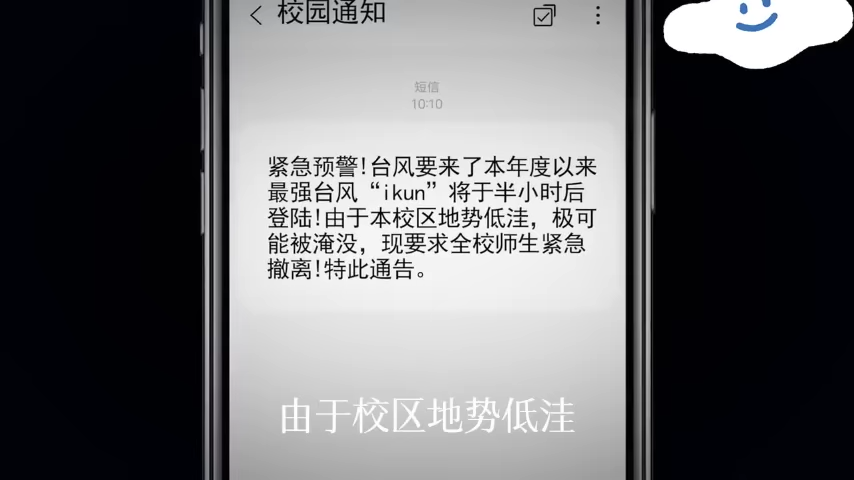 校园通知
短信
10:10
紧急预警!台风要来了本年度以来
最强台风“ikun”将于半小时后
登陆!由于本校区地势低洼，极可
能被淹没，现要求全校师生紧急
撤离!特此通告。
由于校区地势低洼